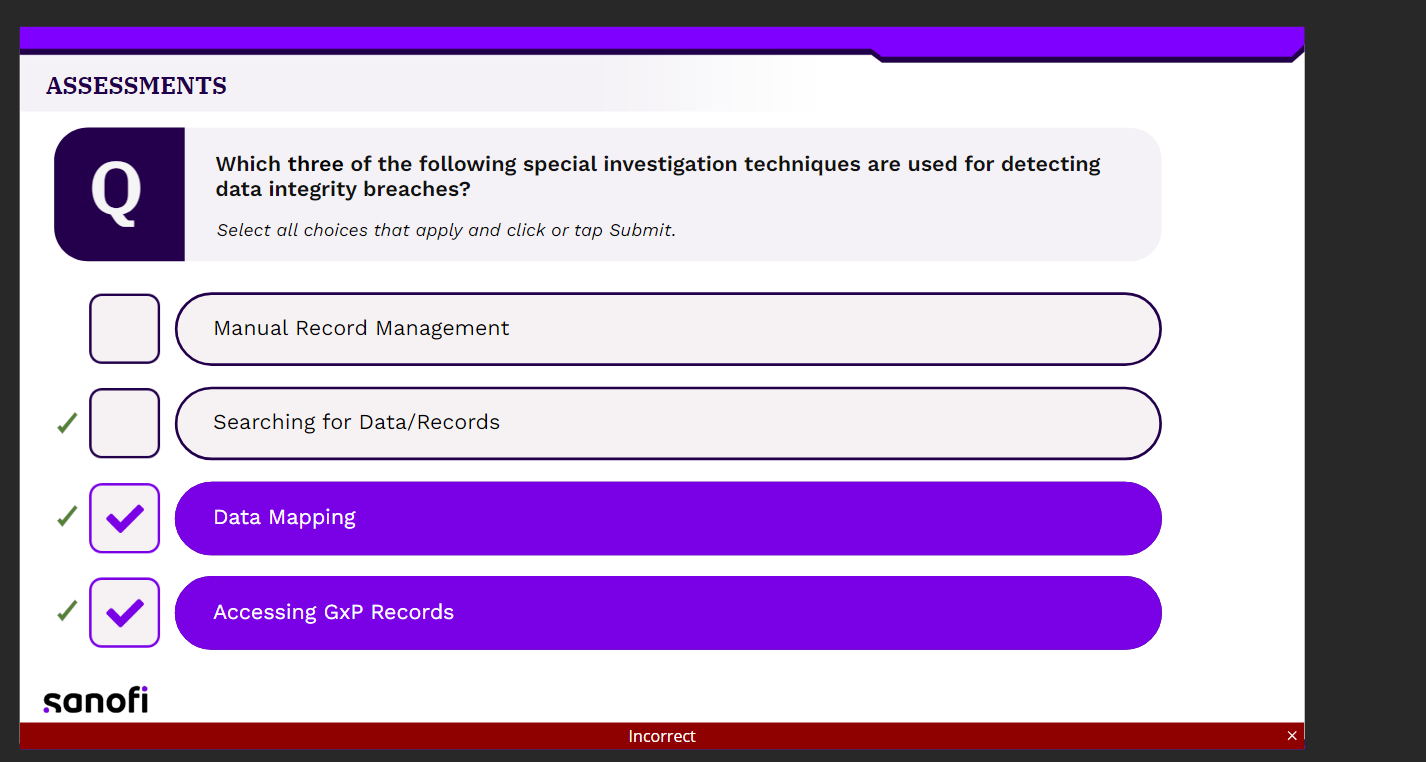 ASSESSMENTS
Q
Which three of the following special investigation techniques are used for detecting
data integrity breaches?
Select all choices that apply and click or tap Submit.
Manual Record Management
Searching for Data/Records
Data Mapping
Accessing GxP Records
sanofi
Incorrect